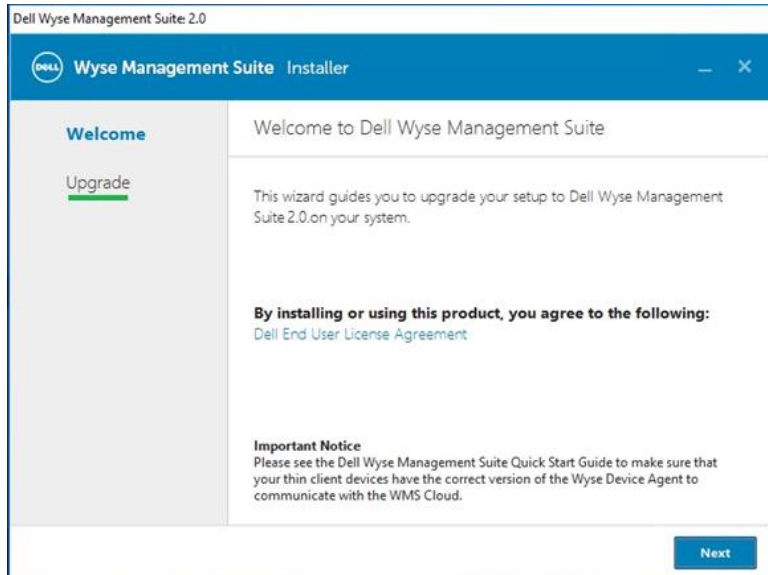 Dell Wyse Management Suite 2.0
DELL Wyse Management Suite Installer
Welcome
Upgrade
Welcome to Dell Wyse Management Suite
This wizard guides you to upgrade your setup to Dell Wyse Management
Suite 2.0.on your system.
By installing or using this product, you agree to the following:
Dell End User License Agreement
Important Notice
Please see the Dell Wyse Management Suite Quick Start Guide to make sure that
your thin client devices have the correct version of the Wyse Device Agent to
communicate with the WMS Cloud.
Next